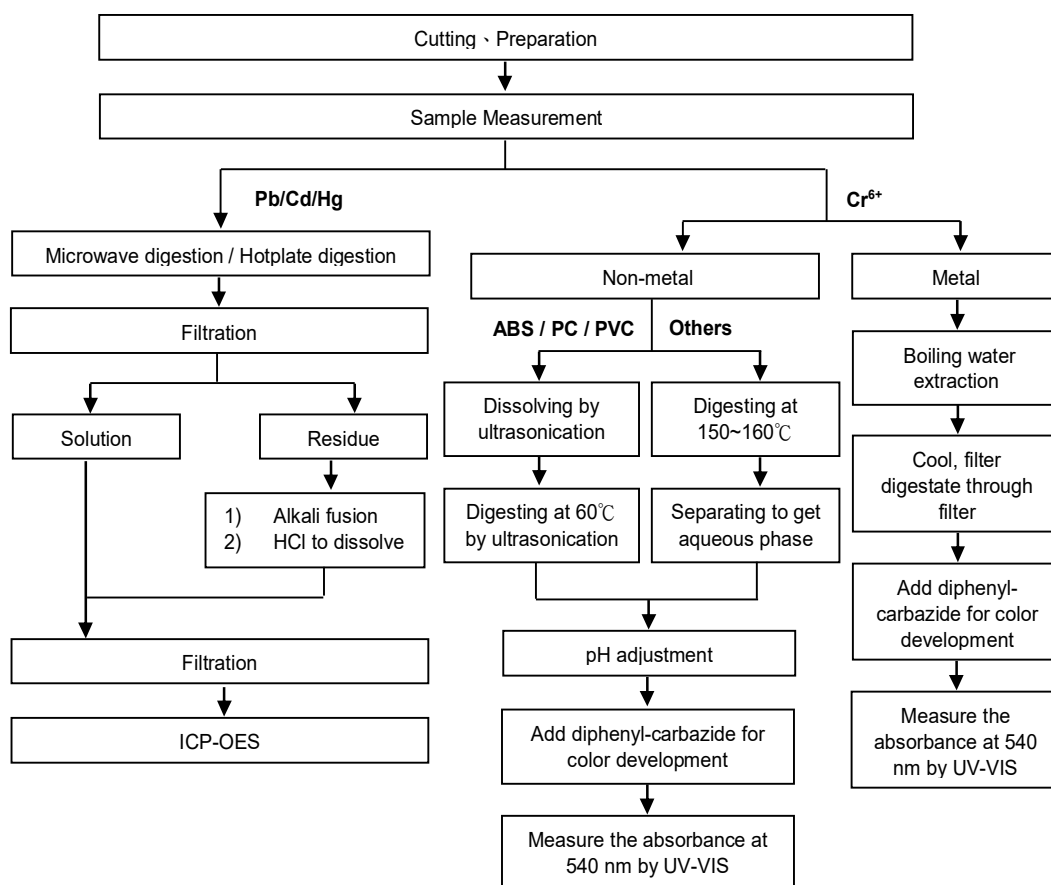 Cutting、Preparation
Sample Measurement
Pb/Cd/Hg
Microwave digestion / Hotplate digestion
Filtration
Solution
Residue
1) Alkali fusion
2) HCl to dissolve
Filtration
ICP-OES
Cr⁶⁺
Non-metal
ABS / PC / PVC
Dissolving by
ultrasonication
Digesting at 60℃
by ultrasonication
Others
Digesting at
150~160℃
Separating to get
aqueous phase
pH adjustment
Add diphenyl-carbazide for
color development
Measure the absorbance at
540 nm by UV-VIS
Metal
Boiling water
extraction
Cool, filter
digestate through
filter
Add diphenyl-
carbazide for color
development
Measure the
absorbance at 540
nm by UV-VIS